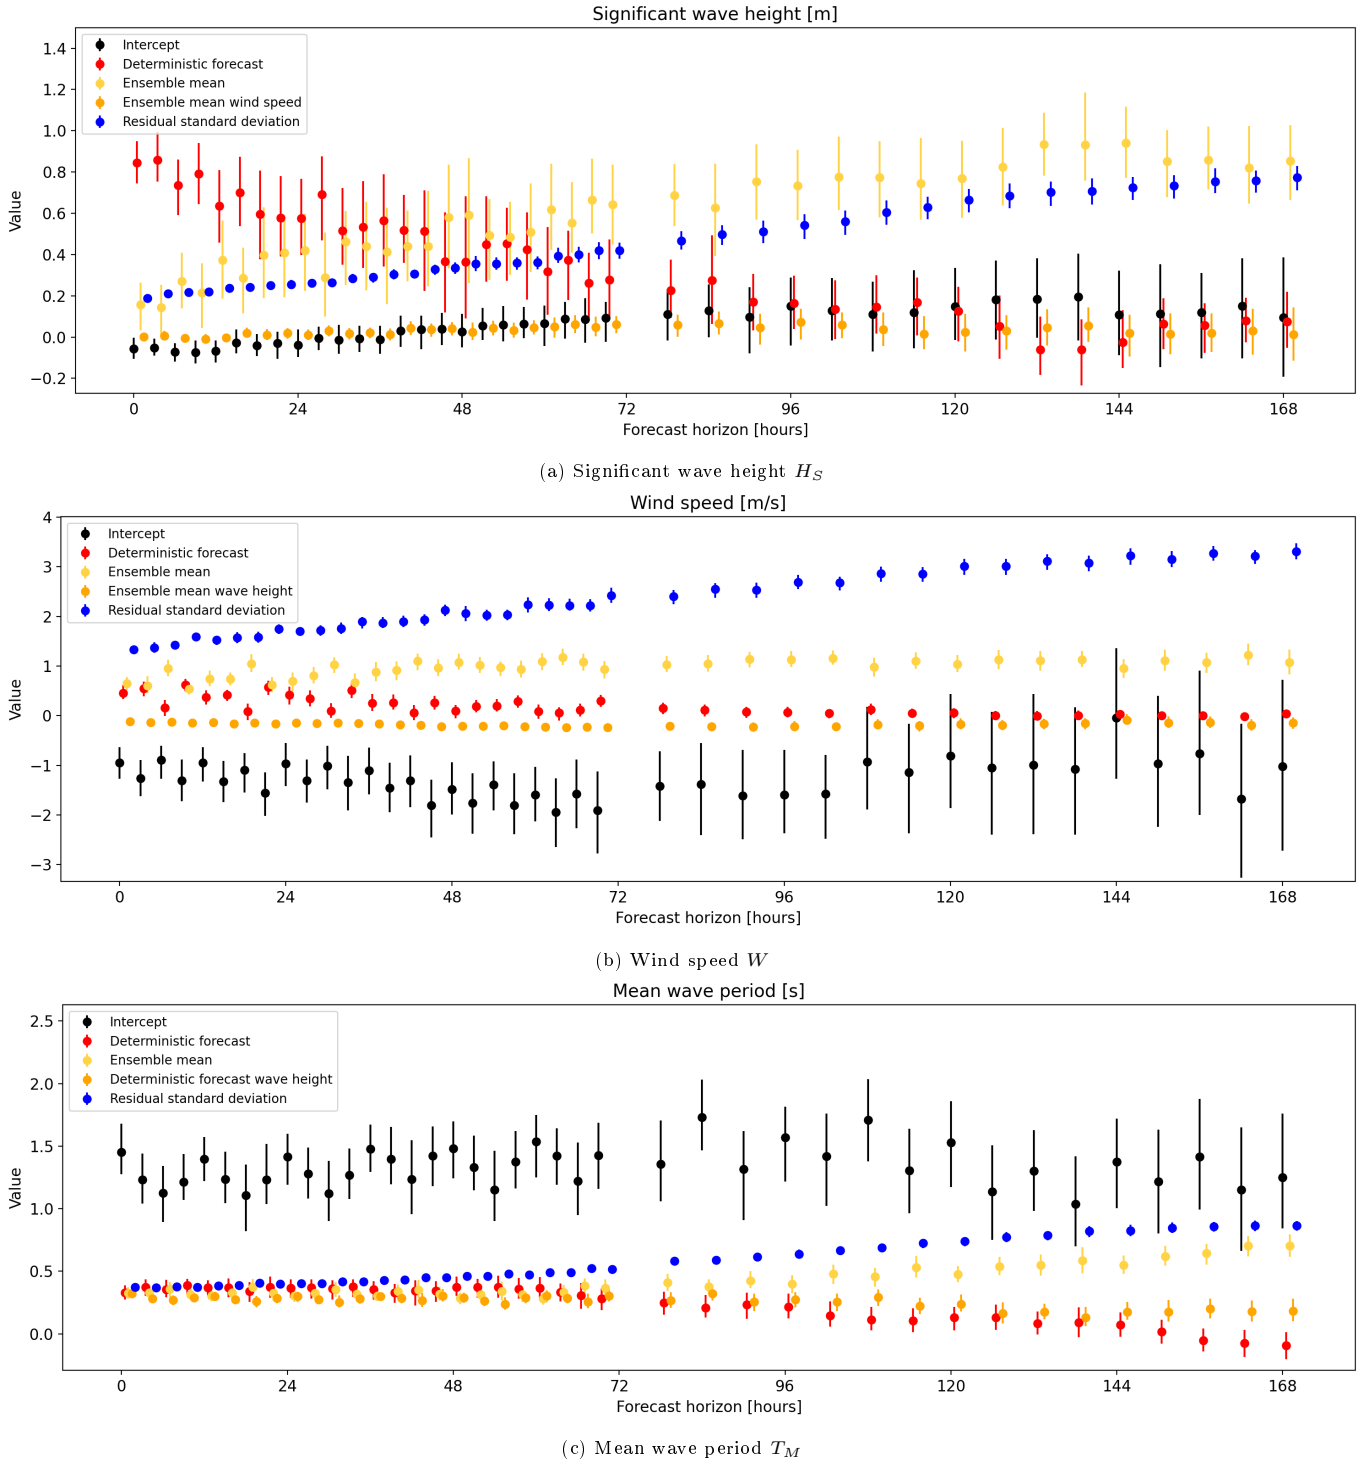 Significant wave height [m]
1.4
1.2
1.0
0.8
0.6
0.4
0.2
0.0
−0.2
Value
Intercept
Deterministic forecast
Ensemble mean
Ensemble mean wind speed
Residual standard deviation
0 24 48 72 96 120 144 168
Forecast horizon [hours]
(a) Significant wave height H_S
Wind speed [m/s]
4
3
2
1
0
−1
−2
−3
Value
Intercept
Deterministic forecast
Ensemble mean
Ensemble mean wave height
Residual standard deviation
0 24 48 72 96 120 144 168
Forecast horizon [hours]
(b) Wind speed W
Mean wave period [s]
2.5
2.0
1.5
1.0
0.5
0.0
Value
Intercept
Deterministic forecast
Ensemble mean
Deterministic forecast wave height
Residual standard deviation
0 24 48 72 96 120 144 168
Forecast horizon [hours]
(c) Mean wave period T_M